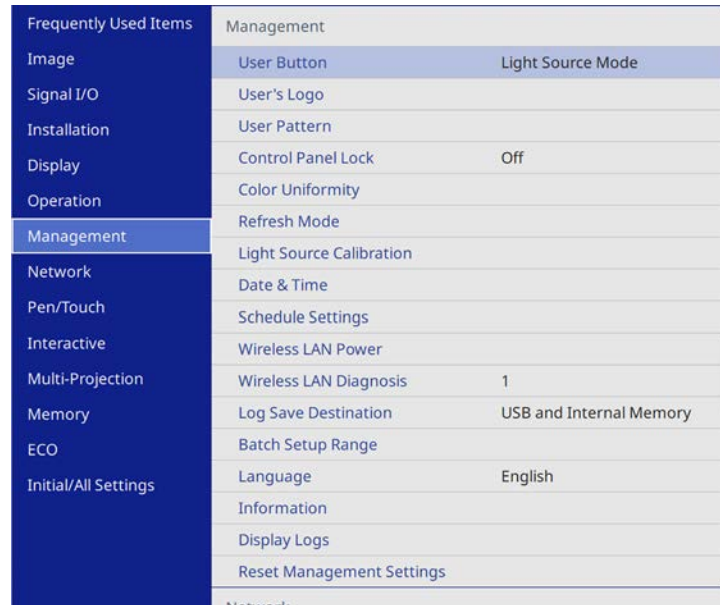 Frequently Used Items
Image
Signal I/O
Installation
Display
Operation
Management
Network
Pen/Touch
Interactive
Multi-Projection
Memory
ECO
Initial/All Settings
Management
User Button Light Source Mode
User's Logo
User Pattern
Control Panel Lock Off
Color Uniformity
Refresh Mode
Light Source Calibration
Date & Time
Schedule Settings
Wireless LAN Power
Wireless LAN Diagnosis 1
Log Save Destination USB and Internal Memory
Batch Setup Range
Language English
Information
Display Logs
Reset Management Settings
Network